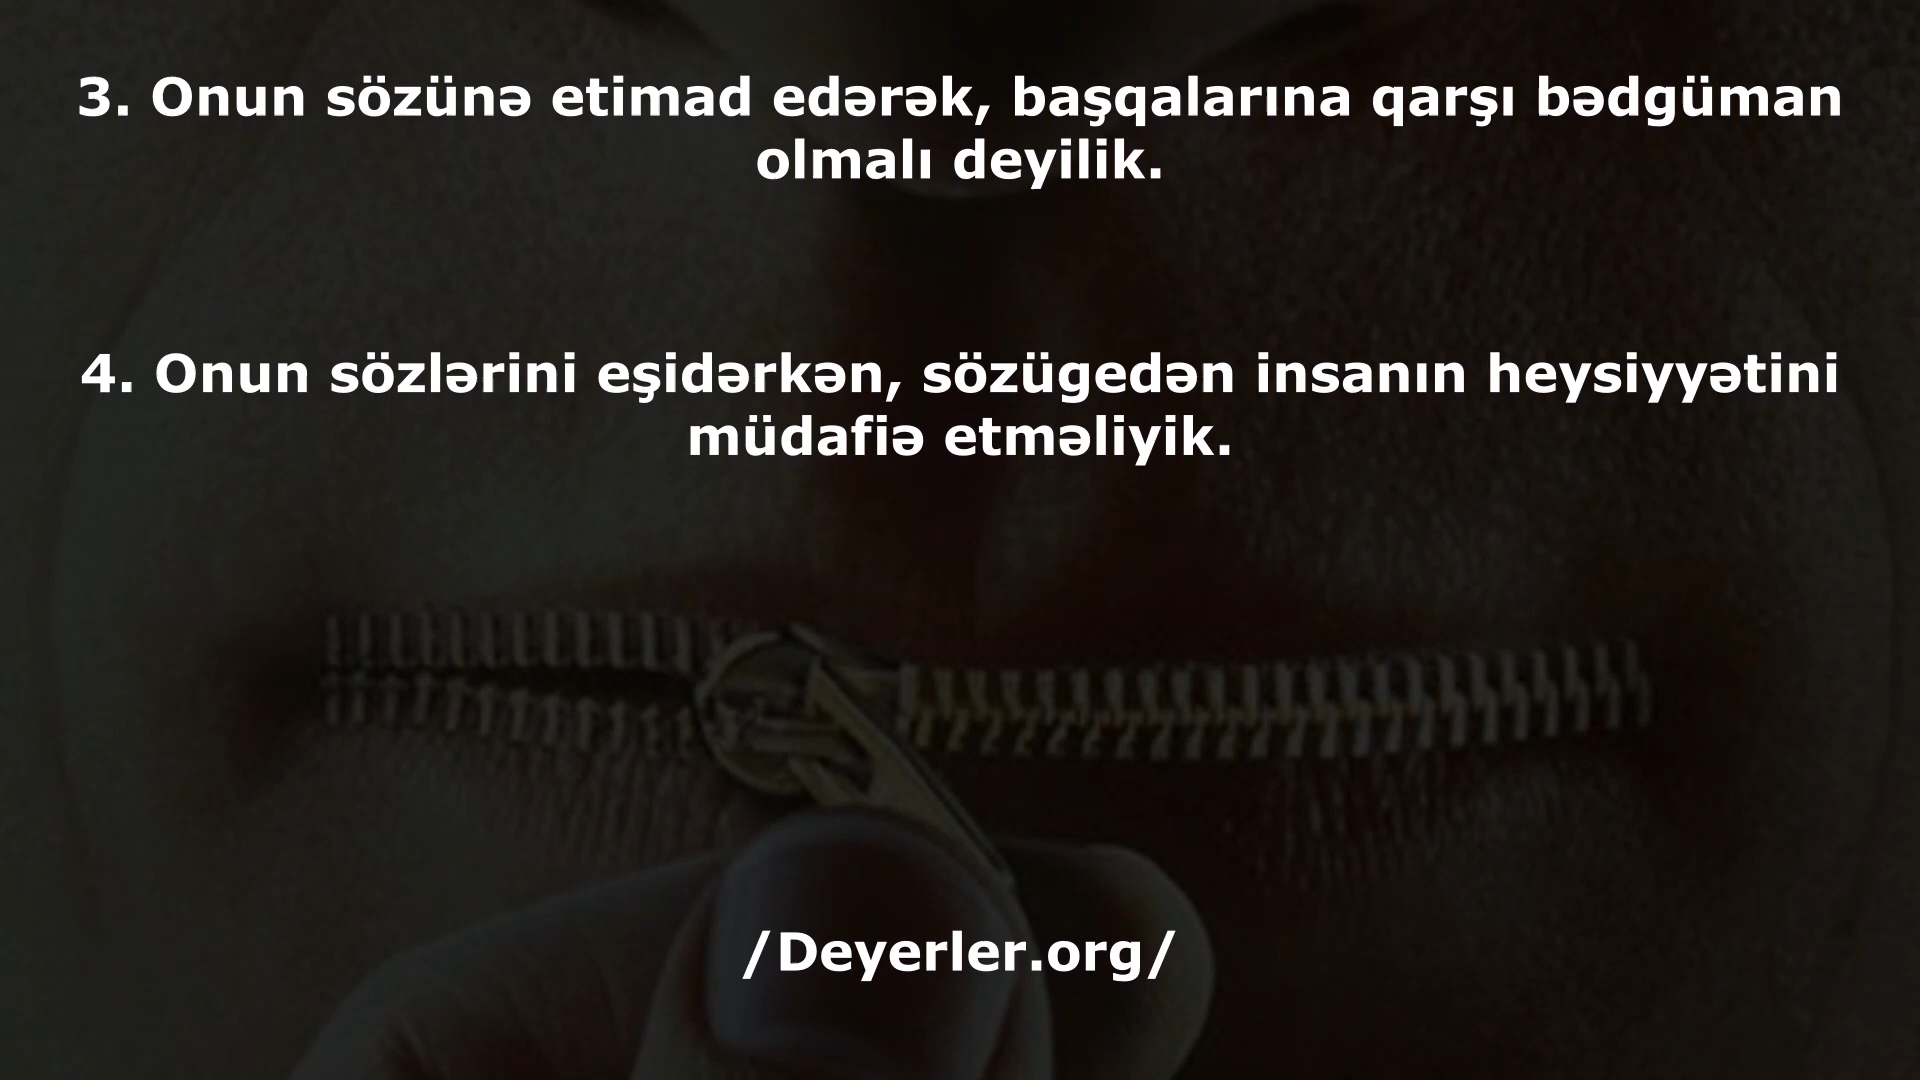 3. Onun sözünə etimad edərək, başqalarına qarşı bədgüman
olmalı deyilik.
4. Onun sözlərini eşidərkən, sözügedən insanın heysiyyətini
müdafiə etməliyik.
/Deyerler.org/